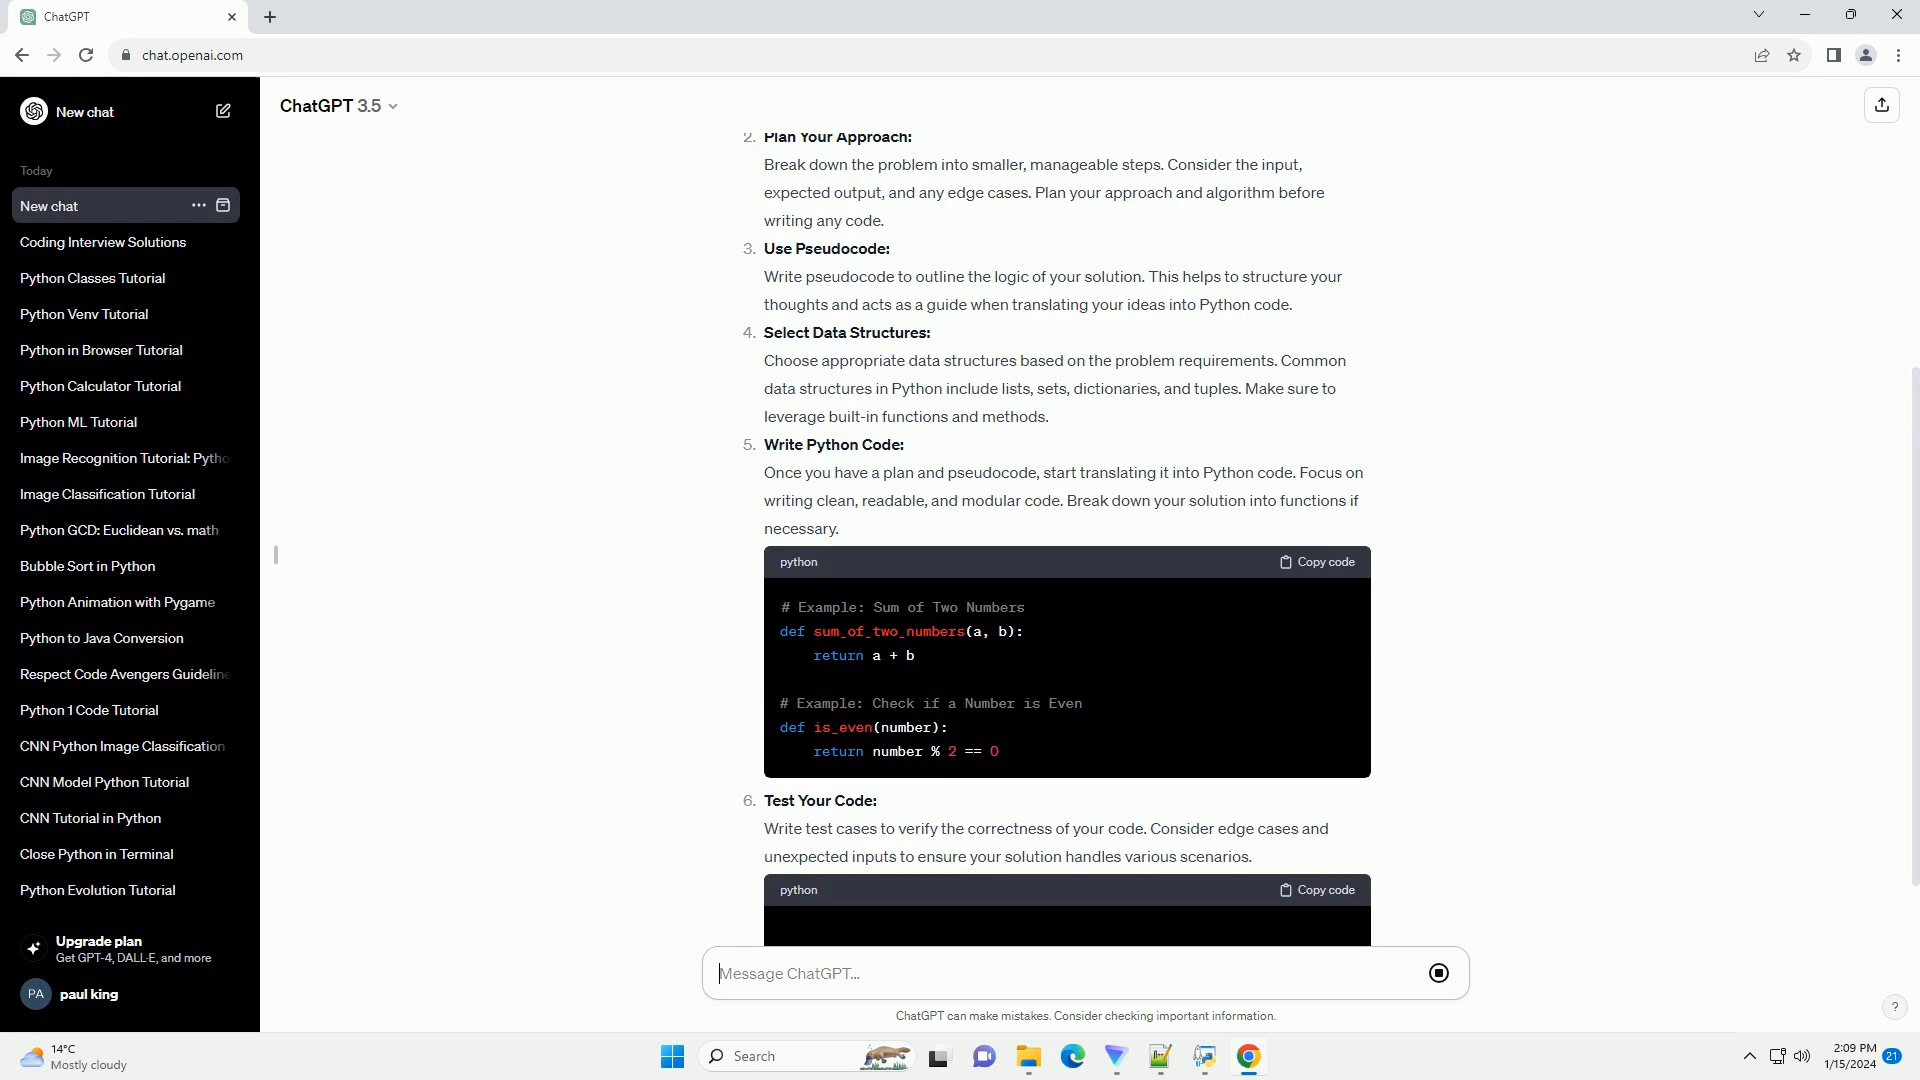 ChatGPT
chat.openai.com
New chat
Today
New chat
Coding Interview Solutions
Python Classes Tutorial
Python Venv Tutorial
Python in Browser Tutorial
Python Calculator Tutorial
Python ML Tutorial
Image Recognition Tutorial: Pytho
Image Classification Tutorial
Python GCD: Euclidean vs. math
Bubble Sort in Python
Python Animation with Pygame
Python to Java Conversion
Respect Code Avengers Guideline
Python 1 Code Tutorial
CNN Python Image Classification
CNN Model Python Tutorial
CNN Tutorial in Python
Close Python in Terminal
Python Evolution Tutorial
Upgrade plan
Get GPT-4, DALL·E, and more
PA paul king
ChatGPT 3.5
2. Plan Your Approach:
Break down the problem into smaller, manageable steps. Consider the input,
expected output, and any edge cases. Plan your approach and algorithm before
writing any code.
3. Use Pseudocode:
Write pseudocode to outline the logic of your solution. This helps to structure your
thoughts and acts as a guide when translating your ideas into Python code.
4. Select Data Structures:
Choose appropriate data structures based on the problem requirements. Common
data structures in Python include lists, sets, dictionaries, and tuples. Make sure to
leverage built-in functions and methods.
5. Write Python Code:
Once you have a plan and pseudocode, start translating it into Python code. Focus on
writing clean, readable, and modular code. Break down your solution into functions if
necessary.
python Copy code
# Example: Sum of Two Numbers
def sum_of_two_numbers(a, b):
    return a + b
# Example: Check if a Number is Even
def is_even(number):
    return number % 2 == 0
6. Test Your Code:
Write test cases to verify the correctness of your code. Consider edge cases and
unexpected inputs to ensure your solution handles various scenarios.
python Copy code
Message ChatGPT...
ChatGPT can make mistakes. Consider checking important information.
?
14°C
Mostly cloudy
Search
2:09 PM
1/15/2024
21